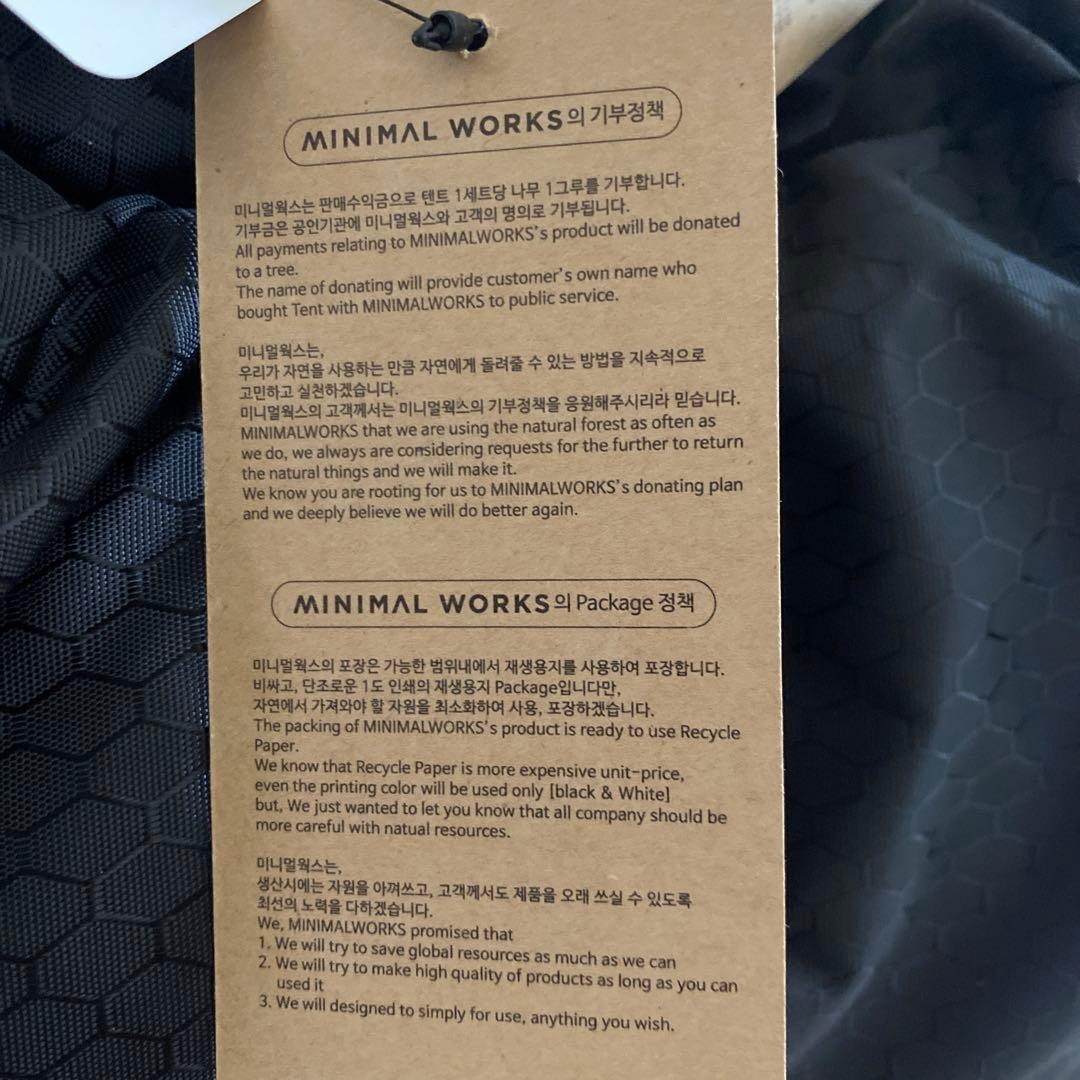 MINIMAL WORKS의 기부정책
미니멀웍스는 판매수익금으로 텐트 1세트당 나무 1그루를 기부합니다.
기부금은 공인기관에 미니멀웍스와 고객의 명의로 기부됩니다.
All payments relating to MINIMALWORKS's product will be donated
to a tree.
The name of donating will provide customer's own name who
bought Tent with MINIMALWORKS to public service.
미니멀웍스는,
우리가 자연을 사용하는 만큼 자연에게 돌려줄 수 있는 방법을 지속적으로
고민하고 실천하겠습니다.
미니멀웍스의 고객께서는 미니멀웍스의 기부정책을 응원해주시리라 믿습니다.
MINIMALWORKS that we are using the natural forest as often as
we do, we always are considering requests for the further to return
the natural things and we will make it.
We know you are rooting for us to MINIMALWORKS's donating plan
and we deeply believe we will do better again.
MINIMAL WORKS의 Package 정책
미니멀웍스의 포장은 가능한 범위내에서 재생용지를 사용하여 포장합니다.
비싸고, 단조로운 1도 인쇄의 재생용지 Package입니다만,
자연에서 가져와야 할 자원을 최소화하여 사용, 포장하겠습니다.
The packing of MINIMALWORKS's product is ready to use Recycle
Paper.
We know that Recycle Paper is more expensive unit-price,
even the printing color will be used only [black & White]
but, We just wanted to let you know that all company should be
more careful with natual resources.
미니멀웍스는,
생산시에는 자원을 아껴쓰고, 고객께서도 제품을 오래 쓰실 수 있도록
최선의 노력을 다하겠습니다.
We, MINIMALWORKS promised that
1. We will try to save global resources as much as we can
2. We will try to make high quality of products as long as you can
used it
3. We will designed to simply for use, anything you wish.